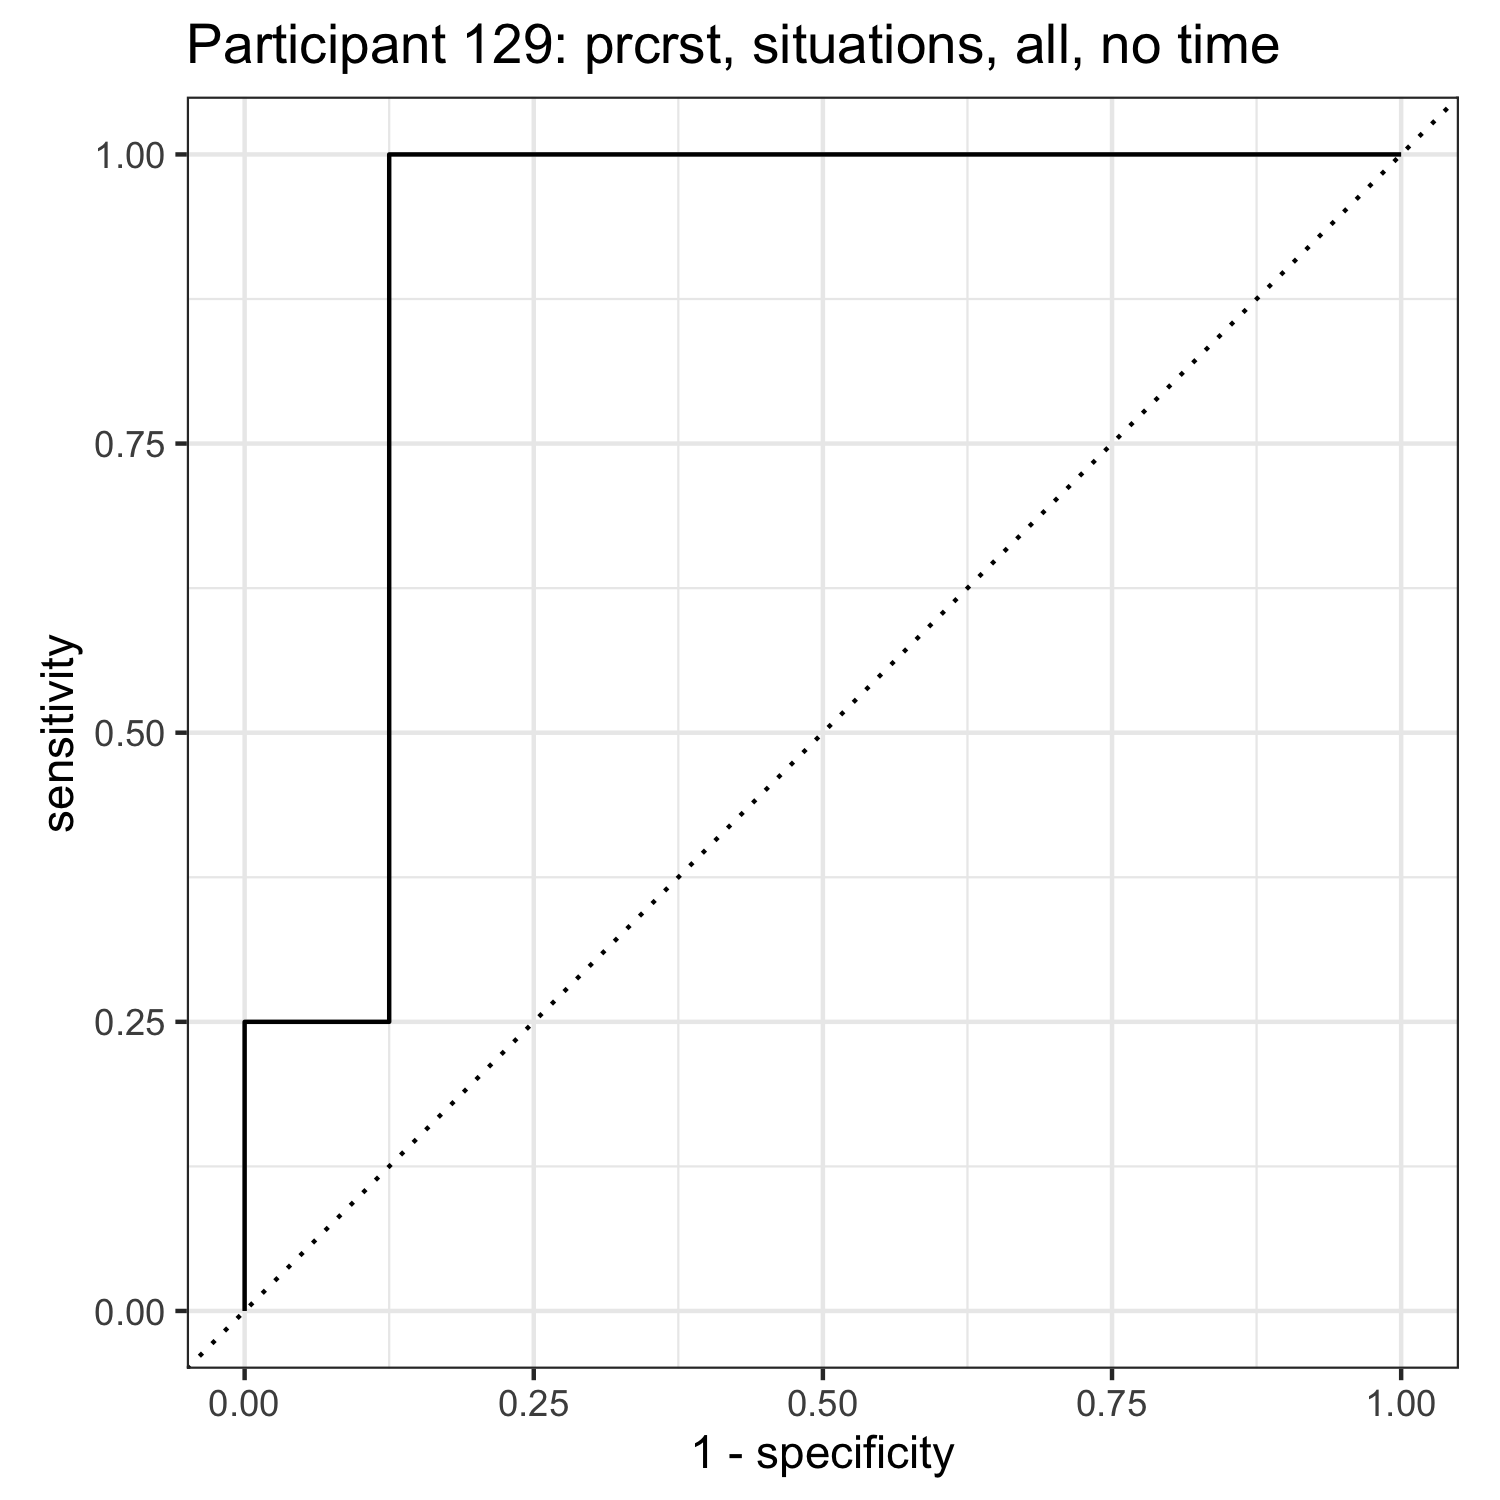 Participant 129: prcrst, situations, all, no time
1.00
0.75
0.50
0.25
0.00
sensitivity
0.00 0.25 0.50 0.75 1.00
1 - specificity